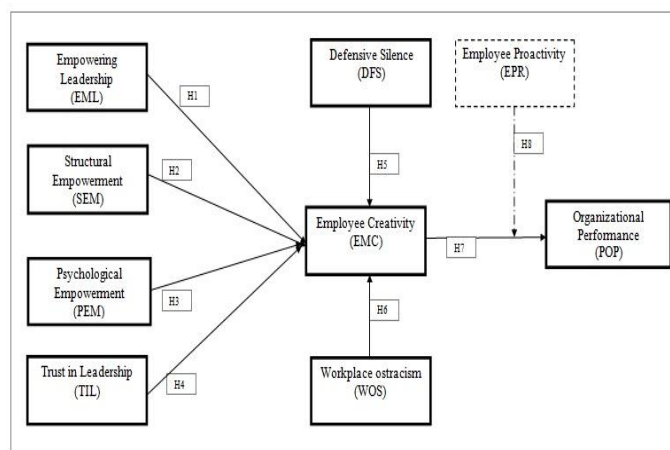 Empowering
Leadership
(EML)
H1
Structural
Empowerment
(SEM)
H2
Psychological
Empowerment
(PEM)
H3
Trust in Leadership
(TIL)
H4
Defensive Silence
(DFS)
H5
Employee Creativity
(EMC)
H6
Workplace ostracism
(WOS)
Employee Proactivity
(EPR)
H8
H7
Organizational
Performance
(POP)